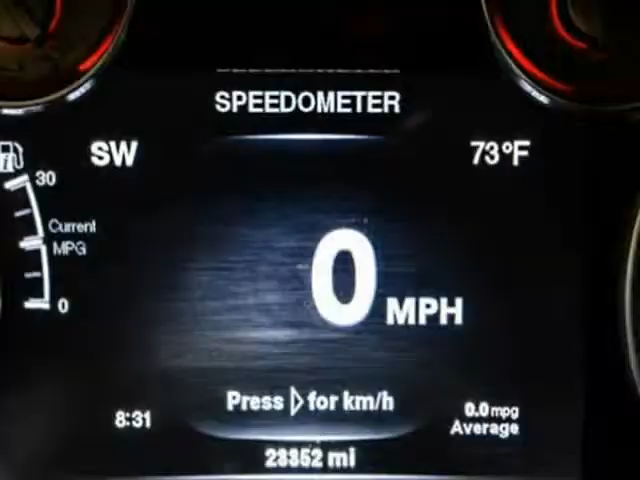 SPEEDOMETER
SW
73°F
30
Current
MPG
0
0 MPH
Press ▷ for km/h
8:31
0.0 mpg
Average
mi